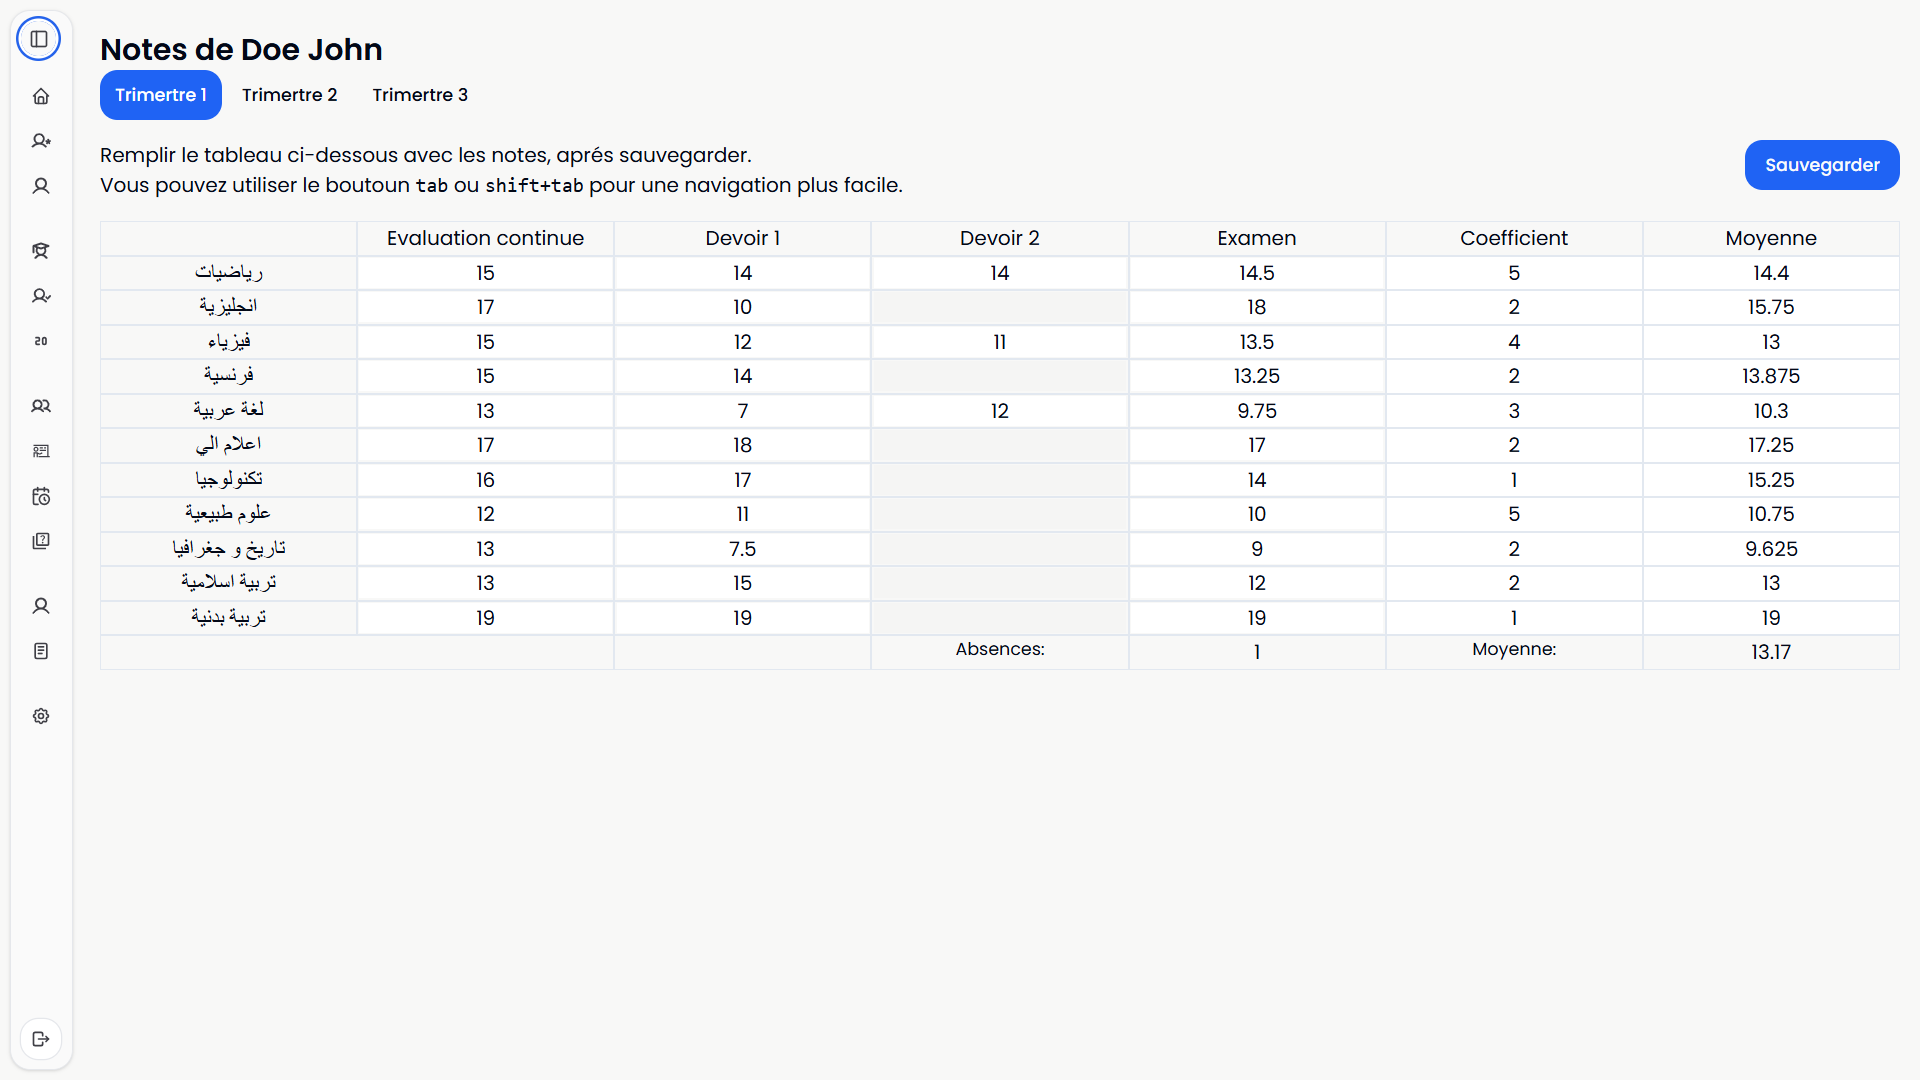 Notes de Doe John
Trimertre 1 Trimertre 2 Trimertre 3
Remplir le tableau ci-dessous avec les notes, aprés sauvegarder.
Vous pouvez utiliser le boutoun tab ou shift+tab pour une navigation plus facile.
Sauvegarder
Evaluation continue Devoir 1 Devoir 2 Examen Coefficient Moyenne
رياضيات 15 14 14 14.5 5 14.4
انجليزية 17 10 18 2 15.75
فيزياء 15 12 11 13.5 4 13
فرنسية 15 14 13.25 2 13.875
لغة عربية 13 7 12 9.75 3 10.3
اعلام الي 17 18 17 2 17.25
تكنولوجيا 16 17 14 1 15.25
علوم طبيعية 12 11 10 5 10.75
تاريخ و جغرافيا 13 7.5 9 2 9.625
تربية اسلامية 13 15 12 2 13
تربية بدنية 19 19 19 1 19
Absences: 1 Moyenne: 13.17
20